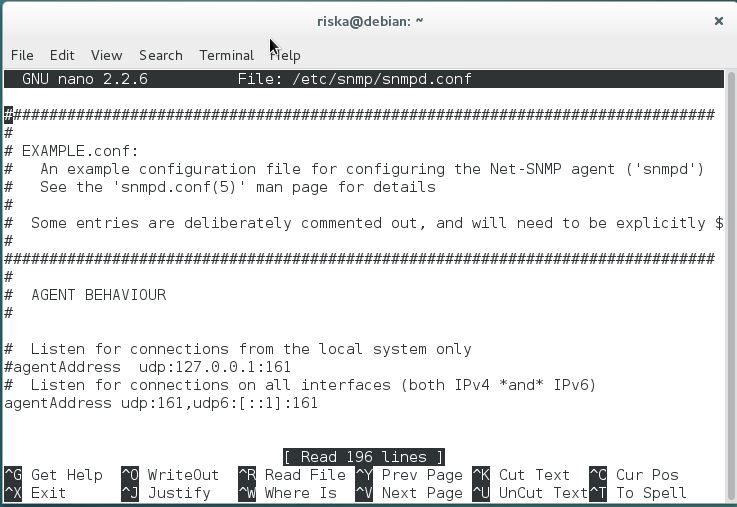 riska@debian: ~
File Edit View Search Terminal Help
GNU nano 2.2.6 File: /etc/snmp/snmpd.conf
###############################################################################
#
# EXAMPLE.conf:
#   An example configuration file for configuring the Net-SNMP agent ('snmpd')
#   See the 'snmpd.conf(5)' man page for details
#
#  Some entries are deliberately commented out, and will need to be explicitly $
#
###############################################################################
#
#  AGENT BEHAVIOUR
#
#  Listen for connections from the local system only
#agentAddress  udp:127.0.0.1:161
#  Listen for connections on all interfaces (both IPv4 *and* IPv6)
agentAddress udp:161,udp6:[::1]:161
[ Read 196 lines ]
^G Get Help ^O WriteOut ^R Read File ^Y Prev Page ^K Cut Text ^C Cur Pos
^X Exit ^J Justify ^W Where Is ^V Next Page ^U UnCut Text ^T To Spell